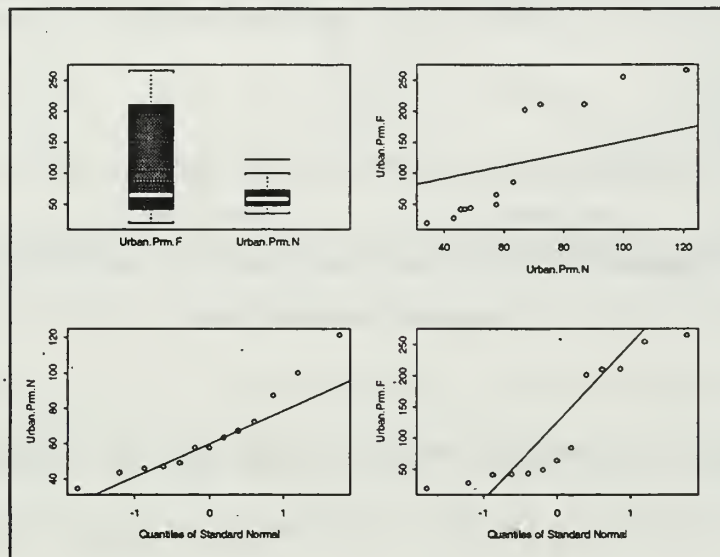 250
200
150
100
50
Urban.Prm.F Urban.Prm.N
Urban.Prm.F
250
200
150
100
50
40 60 80 100 120
Urban.Prm.N
Urban.Prm.N
120
100
80
60
40
-1 0 1
Quantiles of Standard Normal
Urban.Prm.F
250
200
150
100
50
-1 0 1
Quantiles of Standard Normal